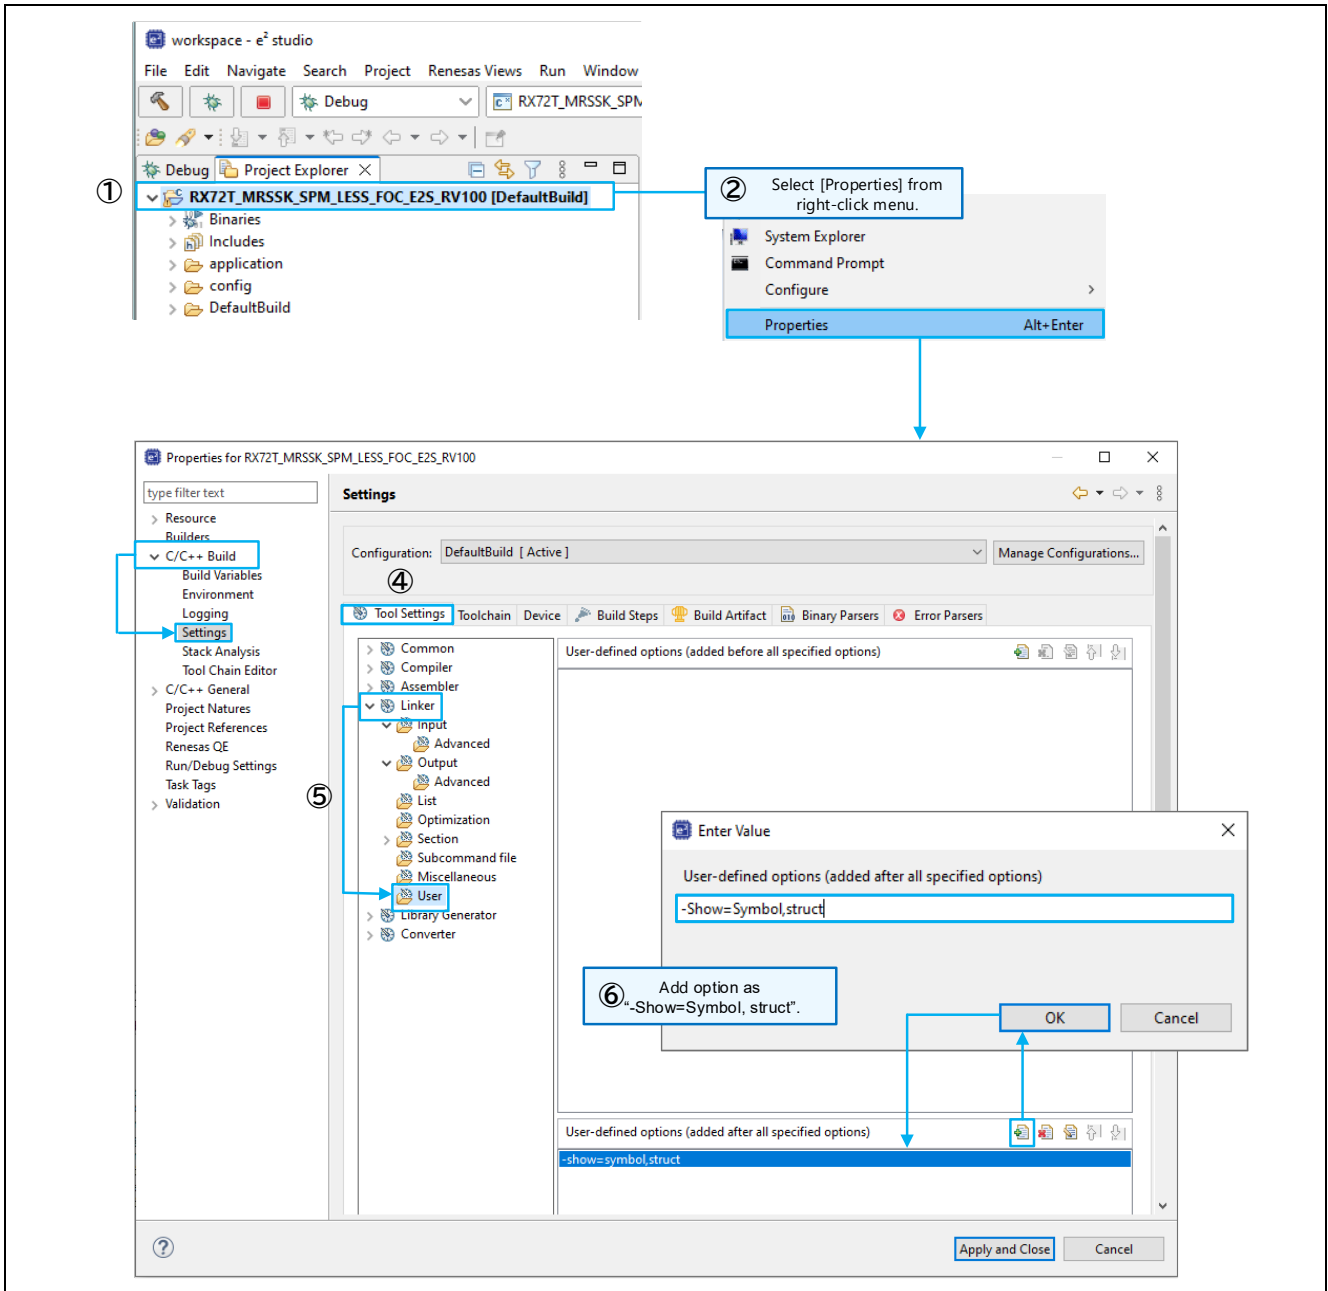 workspace - e² studio
File Edit Navigate Search Project Renesas Views Run Window
Debug
RX72T_MRSSK_SPM
Debug Project Explorer
①
RX72T_MRSSK_SPM_LESS_FOC_E2S_RV100 [DefaultBuild]
Binaries
Includes
application
config
DefaultBuild
② Select [Properties] from
right-click menu.
System Explorer
Command Prompt
Configure
Properties Alt+Enter
Properties for RX72T_MRSSK_SPM_LESS_FOC_E2S_RV100
type filter text
Resource
Builders
C/C++ Build
Build Variables
Environment
Logging
Settings
Stack Analysis
Tool Chain Editor
C/C++ General
Project Natures
Project References
Renesas QE
Run/Debug Settings
Task Tags
Validation
Settings
Configuration: DefaultBuild [ Active ] Manage Configurations...
④
Tool Settings Toolchain Device Build Steps Build Artifact Binary Parsers Error Parsers
Common
Compiler
Assembler
Linker
Input
Advanced
Output
Advanced
⑤
List
Optimization
Section
Subcommand file
Miscellaneous
User
Library Generator
Converter
User-defined options (added before all specified options)
Enter Value
User-defined options (added after all specified options)
-Show=Symbol,struct
⑥ Add option as
“-Show=Symbol, struct”.
OK Cancel
User-defined options (added after all specified options)
-show=symbol,struct
Apply and Close Cancel